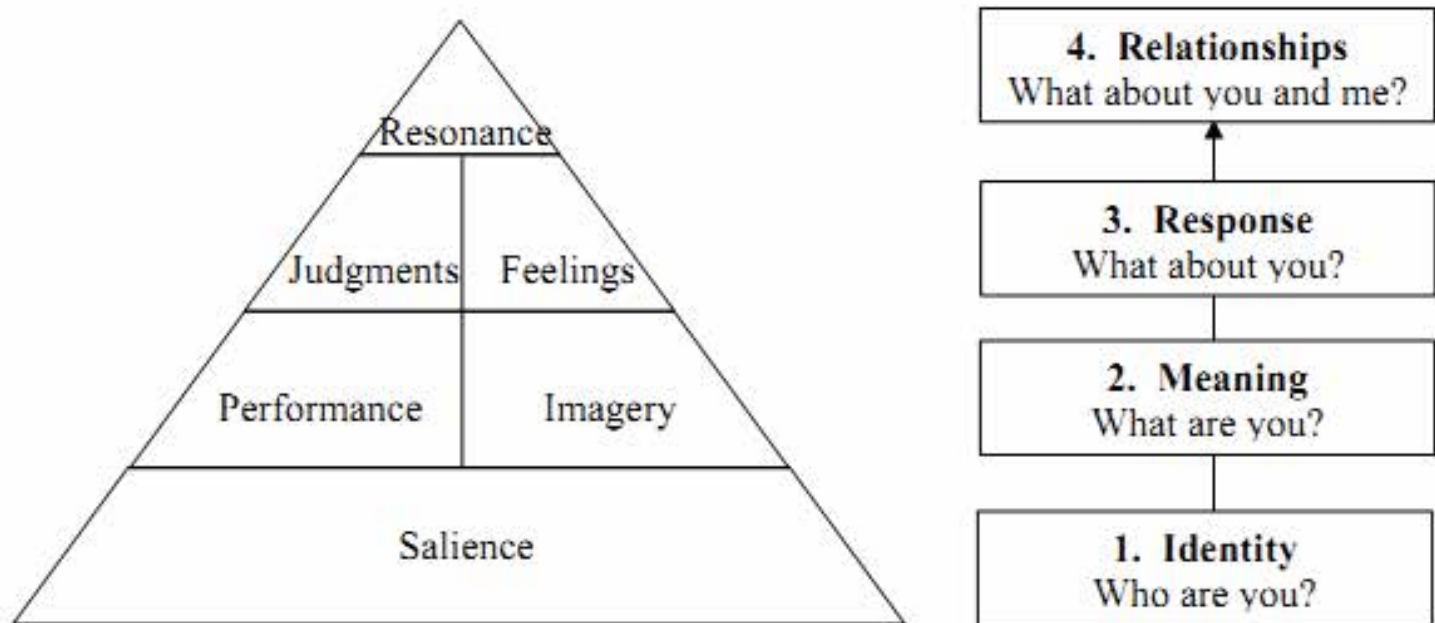 Resonance
Judgments
Feelings
Performance
Imagery
Salience
4. Relationships
What about you and me?
3. Response
What about you?
2. Meaning
What are you?
1. Identity
Who are you?